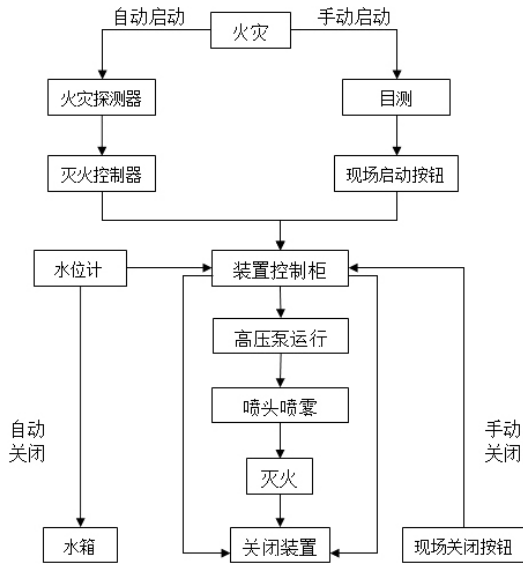 自动启动
火灾
手动启动
火灾探测器
目测
灭火控制器
现场启动按钮
水位计
装置控制柜
高压泵运行
喷头喷雾
自动
关闭
手动
关闭
灭火
水箱
关闭装置
现场关闭按钮